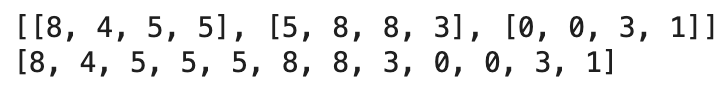 [[8, 4, 5, 5], [5, 8, 8, 3], [0, 0, 3, 1]]
[8, 4, 5, 5, 5, 8, 8, 3, 0, 0, 3, 1]